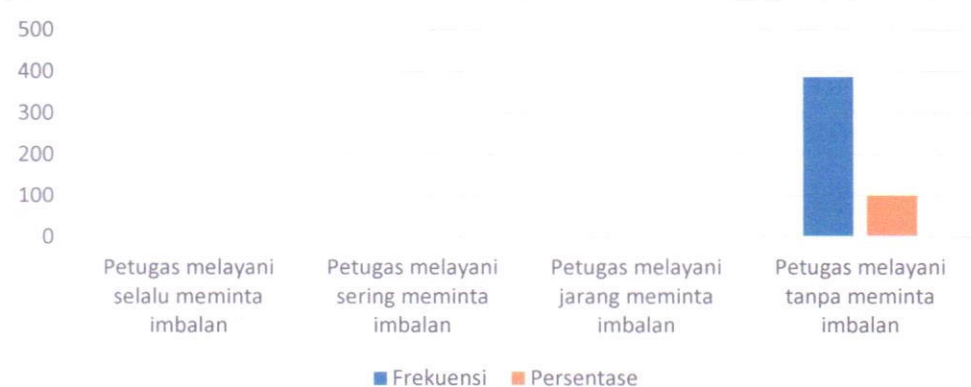 500
400
300
200
100
0
Petugas melayani
selalu meminta
imbalan
Petugas melayani
sering meminta
imbalan
Petugas melayani
jarang meminta
imbalan
Petugas melayani
tanpa meminta
imbalan
Frekuensi
Persentase